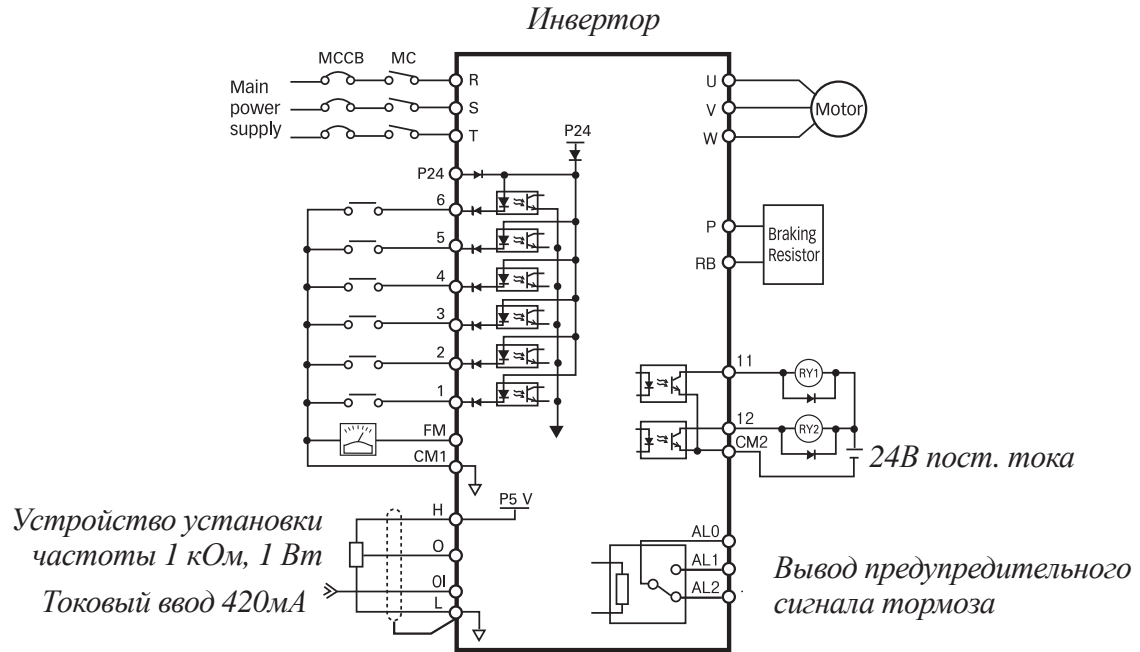 Инвертор
MCCB MC
Main
power
supply
R
S
T
U
V
W
Motor
P24
P24
6
5
4
3
2
1
FM
CM1
P
RB
Braking
Resistor
11
RY1
12
RY2
CM2
24В пост. тока
H
P5 V
O
OI
L
Устройство установки
частоты 1 кОм, 1 Вт
Токовый ввод 420мА
AL0
AL1
AL2
Вывод предупредительного
сигнала тормоза